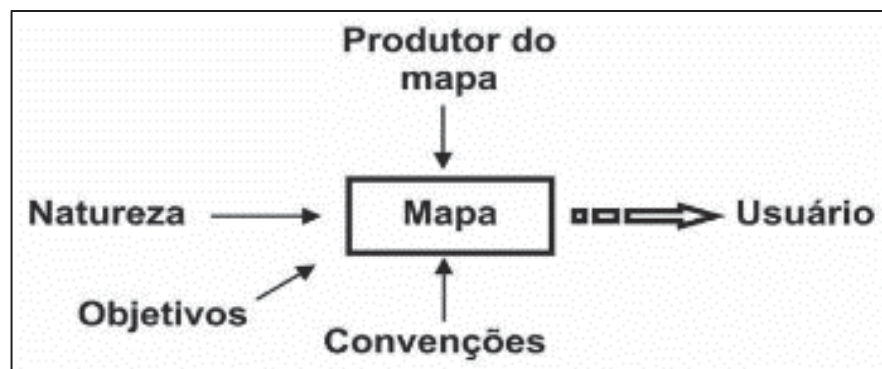 Produtor do
mapa
Natureza
Mapa
Usuário
Objetivos
Convenções